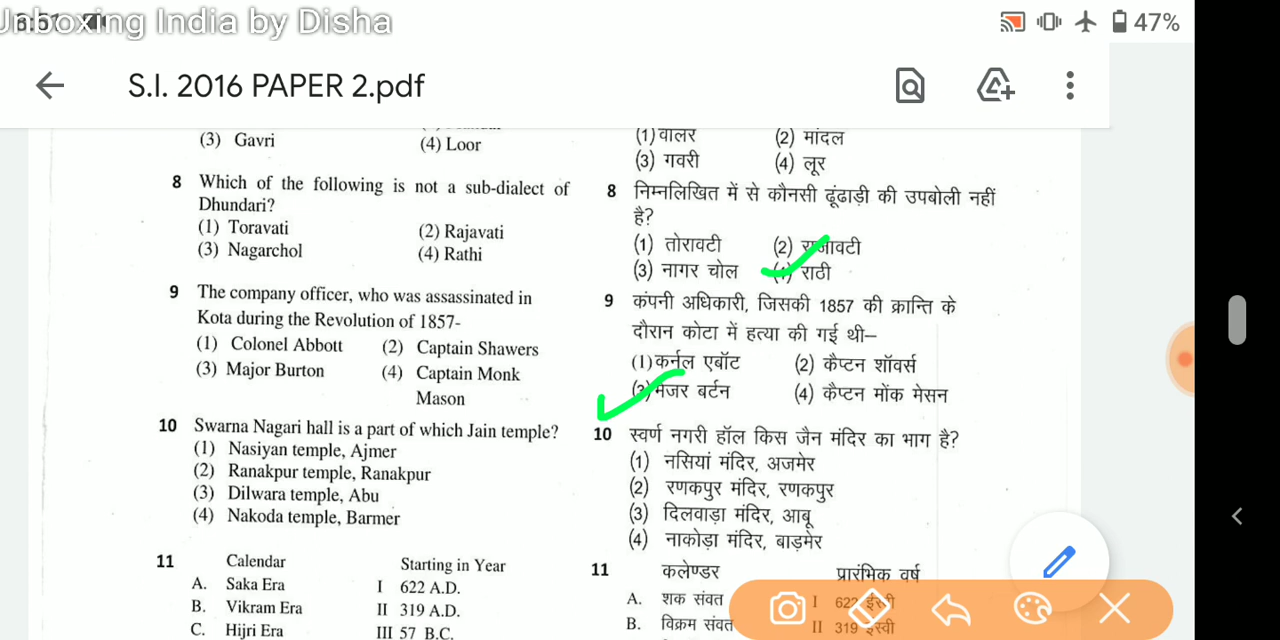 Unboxing India by Disha
47%
S.I. 2016 PAPER 2.pdf
(3) Gavri
(4) Loor
8 Which of the following is not a sub-dialect of
Dhundari?
(1) Toravati
(2) Rajavati
(3) Nagarchol
(4) Rathi
9 The company officer, who was assassinated in
Kota during the Revolution of 1857-
(1) Colonel Abbott
(2) Captain Shawers
(3) Major Burton
(4) Captain Monk
Mason
10 Swarna Nagari hall is a part of which Jain temple?
(1) Nasiyan temple, Ajmer
(2) Ranakpur temple, Ranakpur
(3) Dilwara temple, Abu
(4) Nakoda temple, Barmer
11 Calendar Starting in Year
A. Saka Era I 622 A.D.
B. Vikram Era II 319 A.D.
C. Hijri Era III 57 B.C.
(1) वालर (2) मांदल
(3) गवरी (4) लूर
8 निम्नलिखित में से कौनसी ढूंढाड़ी की उपबोली नहीं
है?
(1) तोरावटी (2) राजावटी
(3) नागर चोल (4) राठी
9 कंपनी अधिकारी, जिसकी 1857 की क्रान्ति के
दौरान कोटा में हत्या की गई थी–
(1) कर्नल एबॉट (2) कैप्टन शॉवर्स
(3) मेजर बर्टन (4) कैप्टन मोंक मेसन
10 स्वर्ण नगरी हॉल किस जैन मंदिर का भाग है?
(1) नसियां मंदिर, अजमेर
(2) रणकपुर मंदिर, रणकपुर
(3) दिलवाड़ा मंदिर, आबू
(4) नाकोड़ा मंदिर, बाड़मेर
11 कलेण्डर प्रारंभिक वर्ष
A. शक संवत I 622 ईस्वी
B. विक्रम संवत II 319 ईस्वी